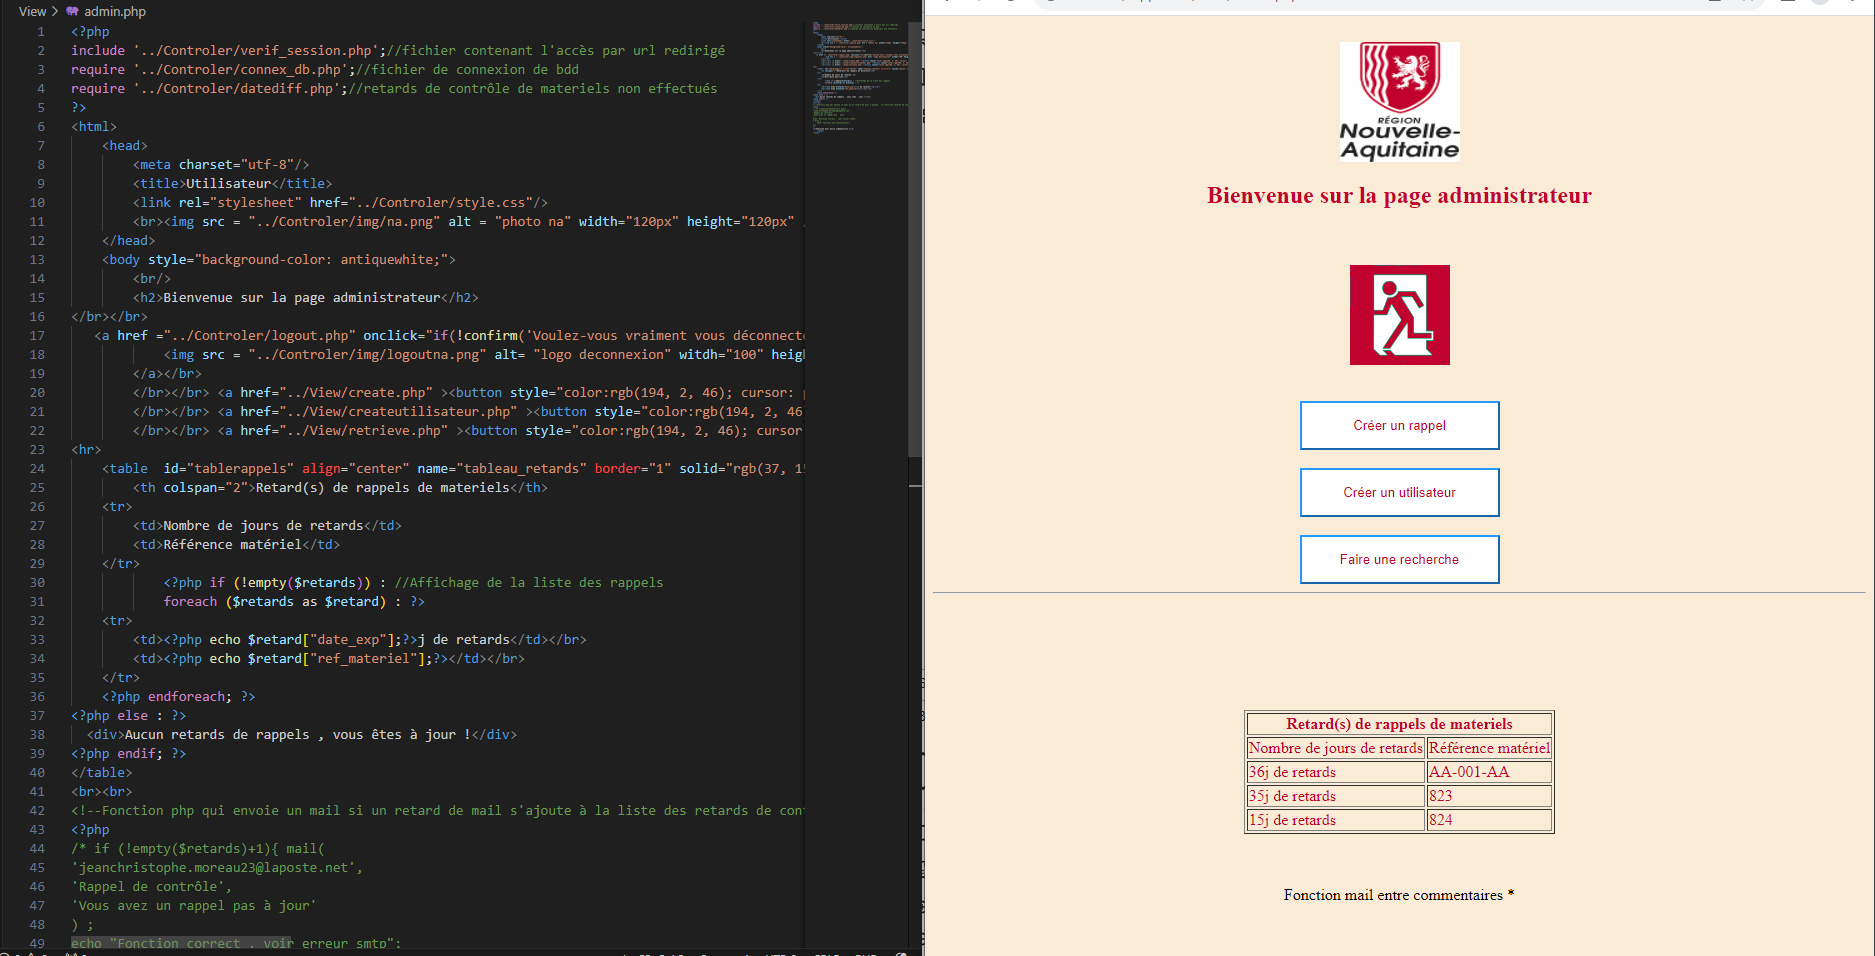 View > admin.php
1 <?php
2 include '../Controler/verif_session.php';//fichier contenant l'accès par url redirigé
3 require '../Controler/connex_db.php';//fichier de connexion de bdd
4 require '../Controler/datediff.php';//retards de contrôle de materiels non effectués
5 ?>
6 <html>
7 <head>
8 <meta charset="utf-8"/>
9 <title>Utilisateur</title>
10 <link rel="stylesheet" href="../Controler/style.css"/>
11 <br><img src = "../Controler/img/na.png" alt = "photo na" width="120px" height="120px"
12 </head>
13 <body style="background-color: antiquewhite;">
14 <br/>
15 <h2>Bienvenue sur la page administrateur</h2>
16 </br></br>
17 <a href ="../Controler/logout.php" onclick="if(!confirm('Voulez-vous vraiment vous déconnect
18 <img src = "../Controler/img/logoutna.png" alt= "logo deconnexion" witdh="100" heig
19 </a></br>
20 </br></br> <a href="../View/create.php" ><button style="color:rgb(194, 2, 46); cursor:
21 </br></br> <a href="../View/createutilisateur.php" ><button style="color:rgb(194, 2, 46
22 </br></br> <a href="../View/retrieve.php" ><button style="color:rgb(194, 2, 46); cursor
23 <hr>
24 <table id="tablerappels" align="center" name="tableau_retards" border="1" solid="rgb(37, 15
25 <th colspan="2">Retard(s) de rappels de materiels</th>
26 <tr>
27 <td>Nombre de jours de retards</td>
28 <td>Référence matériel</td>
29 </tr>
30 <?php if (!empty($retards)) : //Affichage de la liste des rappels
31 foreach ($retards as $retard) : ?>
32 <tr>
33 <td><?php echo $retard["date_exp"];?>j de retards</td></br>
34 <td><?php echo $retard["ref_materiel"];?></td></br>
35 </tr>
36 <?php endforeach; ?>
37 <?php else : ?>
38 <div>Aucun retards de rappels , vous êtes à jour !</div>
39 <?php endif; ?>
40 </table>
41 <br><br>
42 <!--Fonction php qui envoie un mail si un retard de mail s'ajoute à la liste des retards de con
43 <?php
44 /* if (!empty($retards)+1){ mail(
45 'jeanchristophe.moreau23@laposte.net',
46 'Rappel de contrôle',
47 'Vous avez un rappel pas à jour'
48 ) ;
49 echo "Fonction correct , voir erreur smtp";
RÉGION
Nouvelle-
Aquitaine
Bienvenue sur la page administrateur
Créer un rappel
Créer un utilisateur
Faire une recherche
Retard(s) de rappels de materiels
Nombre de jours de retards Référence matériel
36j de retards AA-001-AA
35j de retards 823
15j de retards 824
Fonction mail entre commentaires *